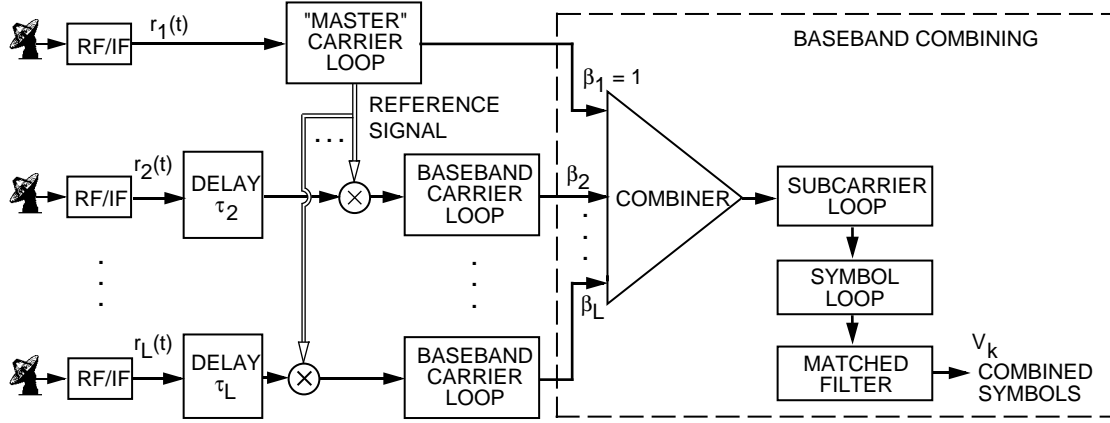 RF/IF
r1(t)
"MASTER"
CARRIER
LOOP
BASEBAND COMBINING
β1 = 1
REFERENCE
SIGNAL
. . .
RF/IF
r2(t)
DELAY
τ2
×
BASEBAND
CARRIER
LOOP
β2
COMBINER
SUBCARRIER
LOOP
SYMBOL
LOOP
βL
RF/IF
rL(t)
DELAY
τL
×
BASEBAND
CARRIER
LOOP
MATCHED
FILTER
Vk
COMBINED
SYMBOLS